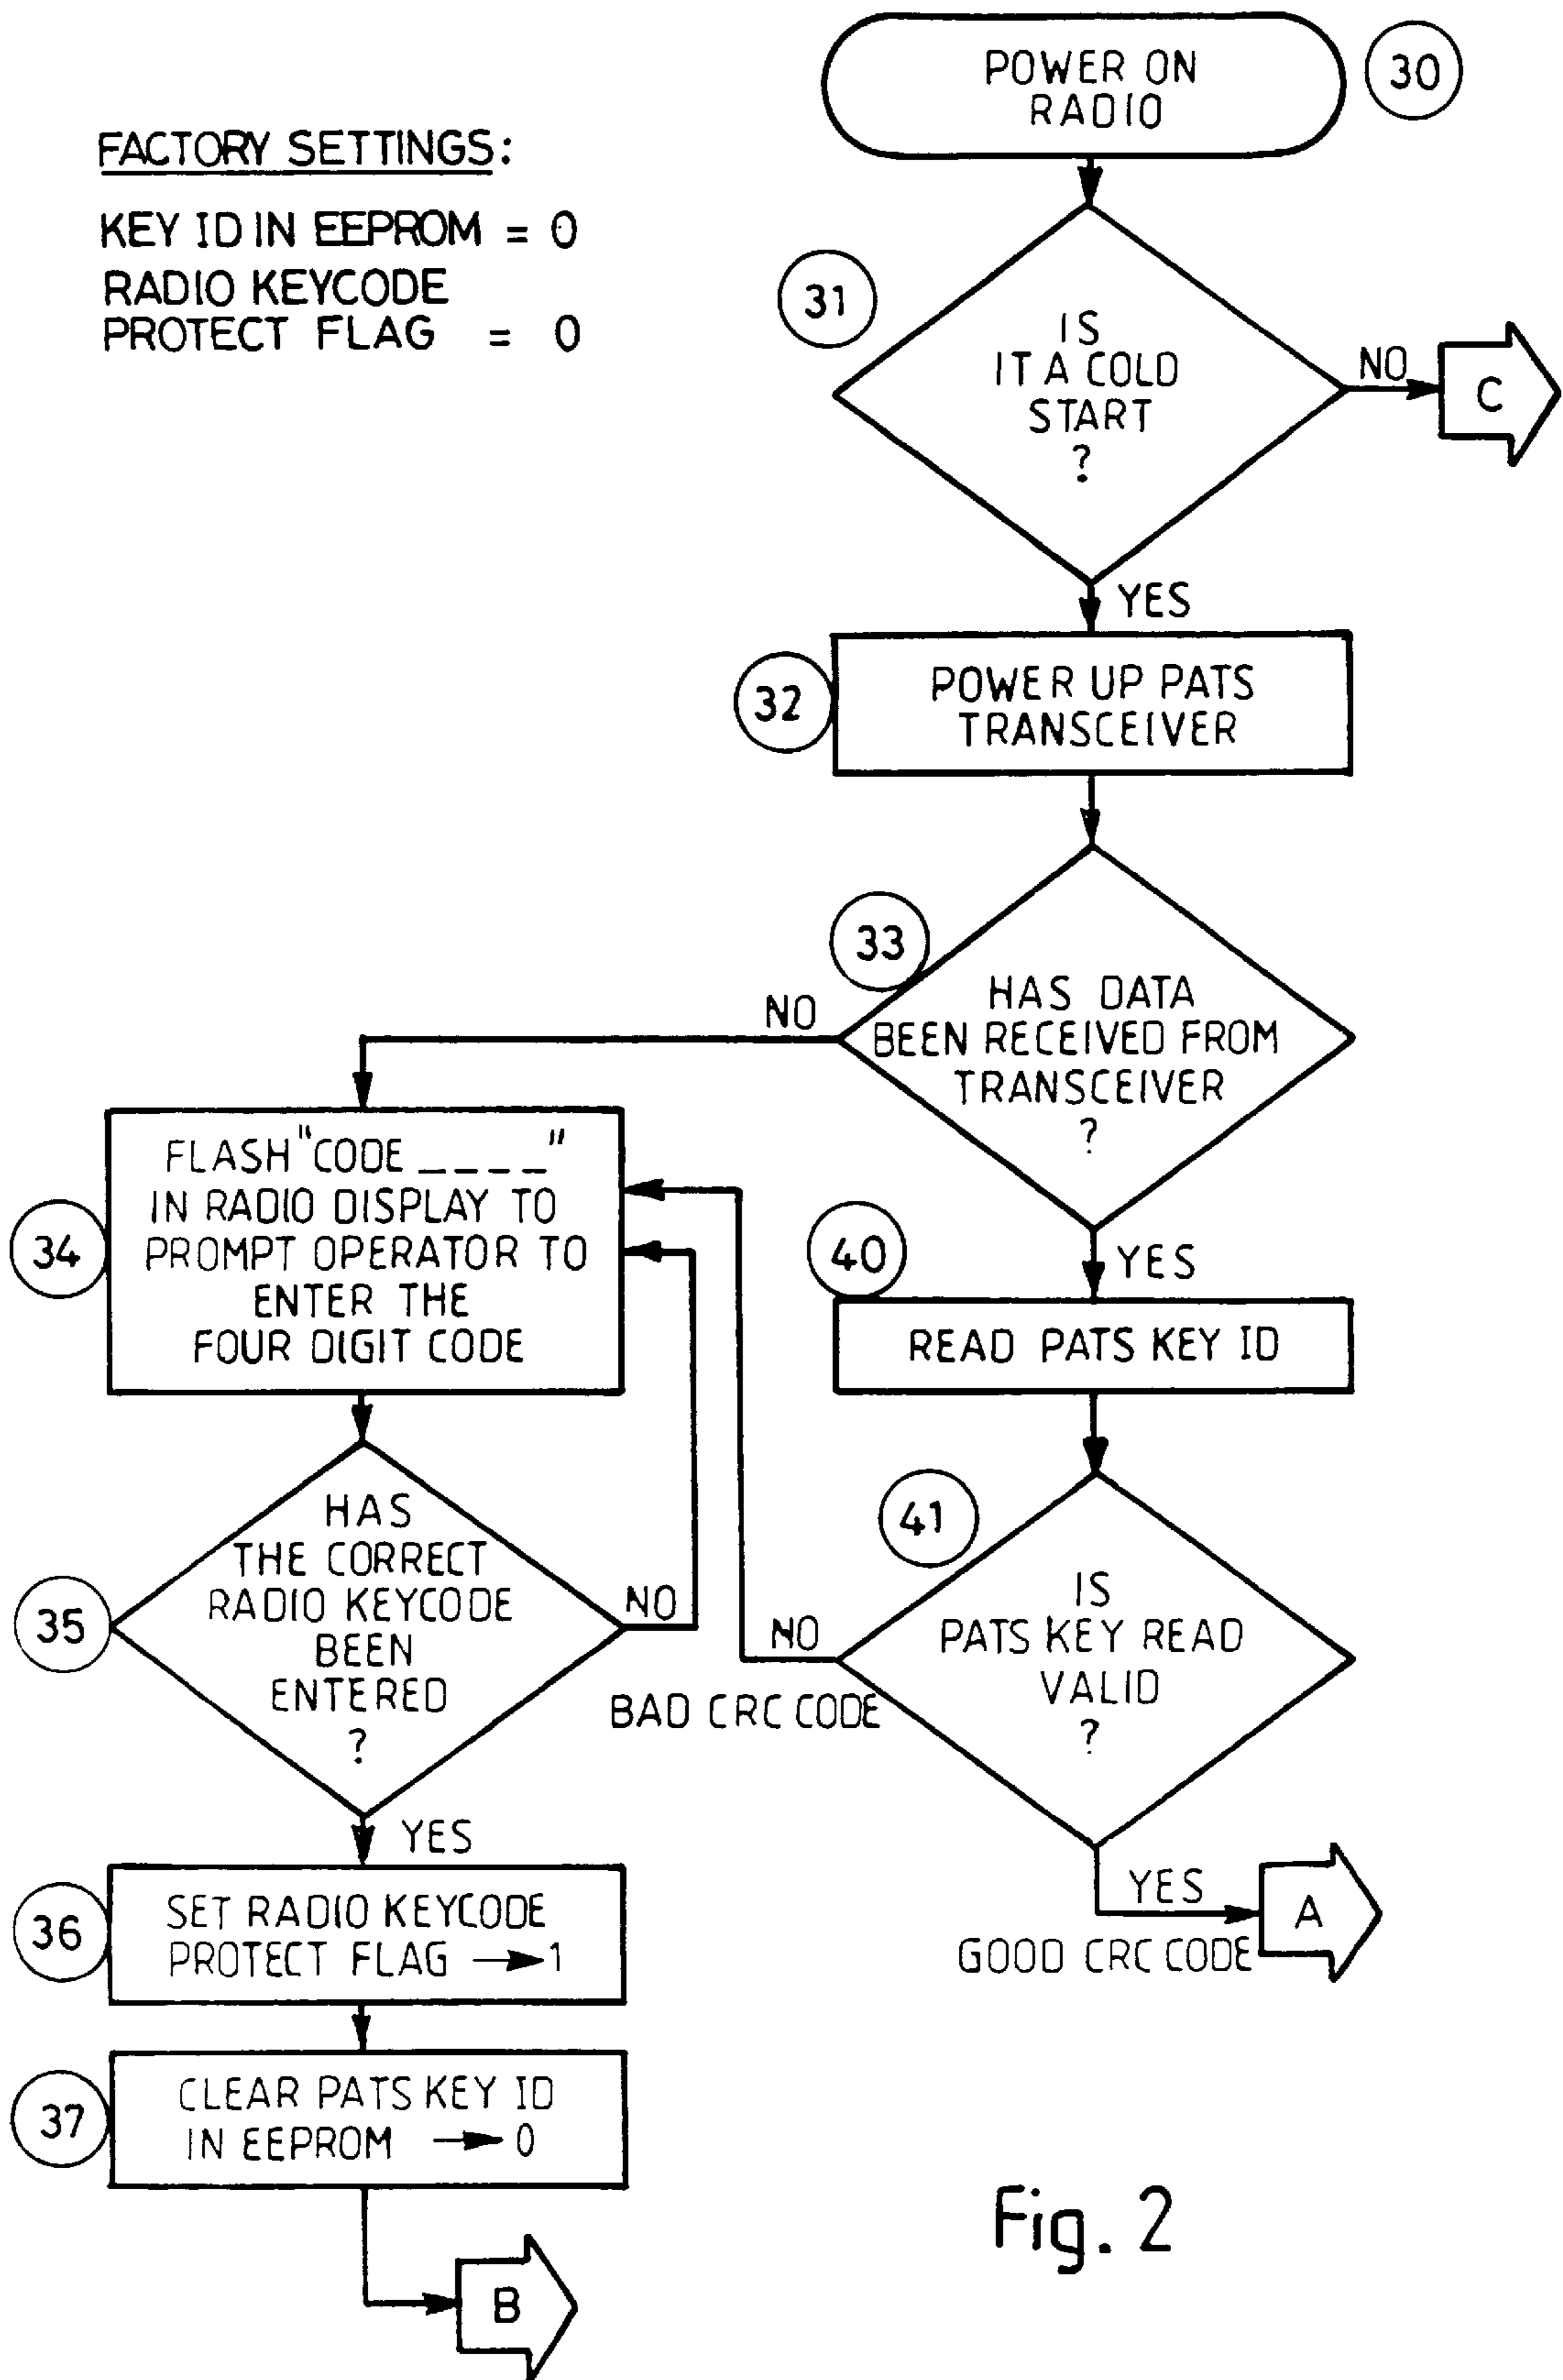 FACTORY SETTINGS:
KEY ID IN EEPROM = 0
RADIO KEYCODE
PROTECT FLAG = 0
POWER ON
RADIO
30
31
IS
IT A COLD
START
?
NO
C
YES
32
POWER UP PATS
TRANSCEIVER
33
HAS DATA
BEEN RECEIVED FROM
TRANSCEIVER
?
NO
YES
34
FLASH "CODE _ _ _ _"
IN RADIO DISPLAY TO
PROMPT OPERATOR TO
ENTER THE
FOUR DIGIT CODE
40
READ PATS KEY ID
35
HAS
THE CORRECT
RADIO KEYCODE
BEEN
ENTERED
?
NO
YES
41
IS
PATS KEY READ
VALID
?
NO
BAD CRC CODE
YES
GOOD CRC CODE
A
36
SET RADIO KEYCODE
PROTECT FLAG → 1
37
CLEAR PATS KEY ID
IN EEPROM → 0
B
Fig. 2